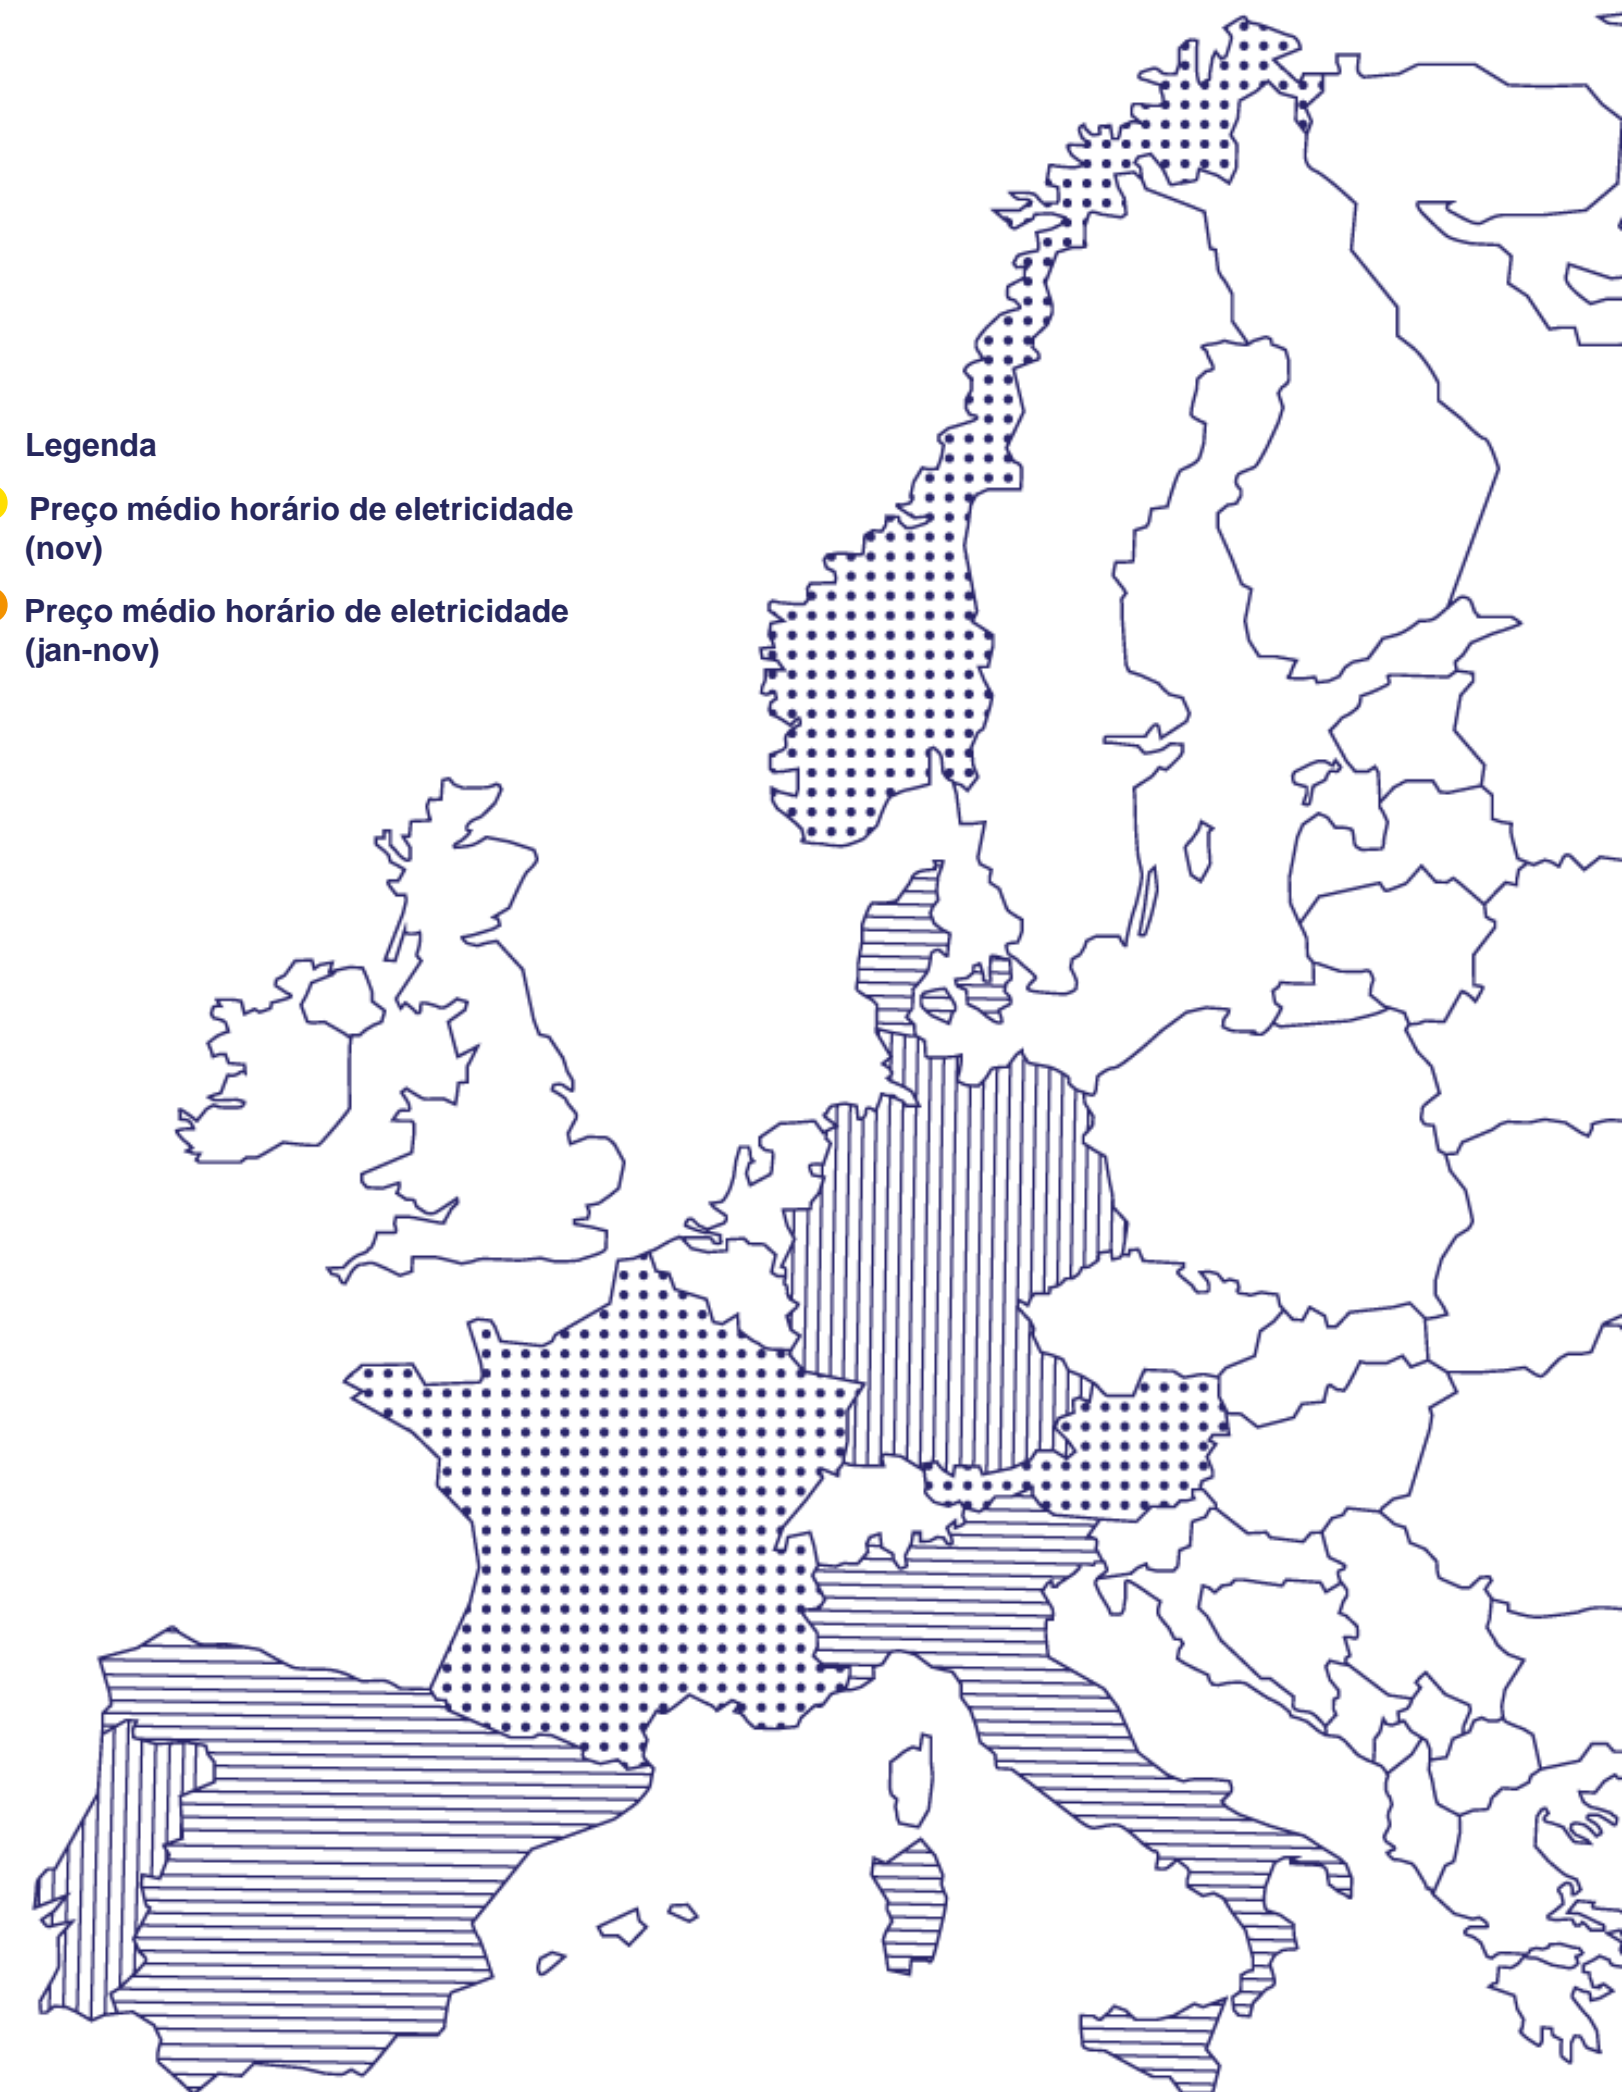 Legenda
Preço médio horário de eletricidade
(nov)
Preço médio horário de eletricidade
(jan-nov)